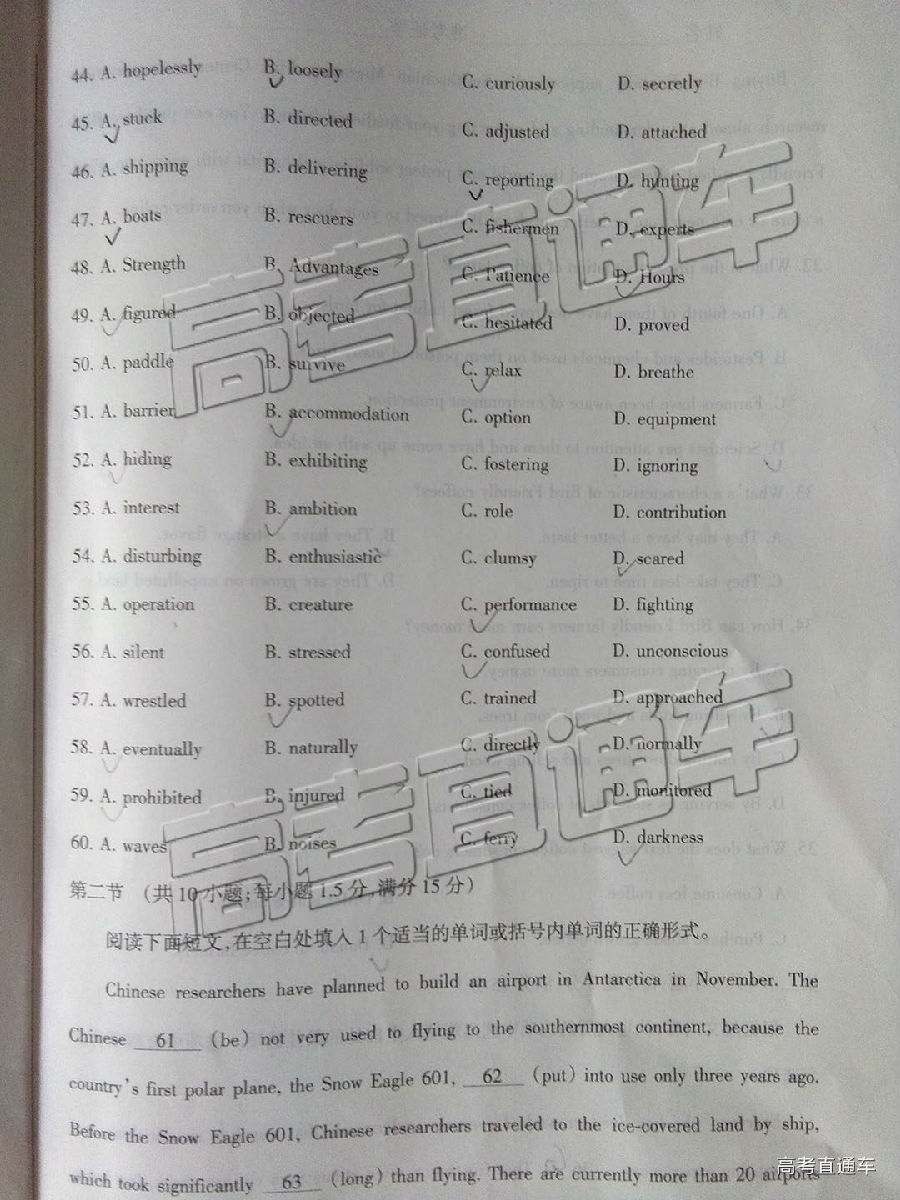 44. A. hopelessly B. loosely C. curiously D. secretly
45. A. stuck B. directed C. adjusted D. attached
46. A. shipping B. delivering C. reporting D. hunting
47. A. boats B. rescuers C. fishermen D. experts
48. A. Strength B. Advantages C. Patience D. Hours
49. A. figured B. objected C. hesitated D. proved
50. A. paddle B. survive C. relax D. breathe
51. A. barrier B. accommodation C. option D. equipment
52. A. hiding B. exhibiting C. fostering D. ignoring
53. A. interest B. ambition C. role D. contribution
54. A. disturbing B. enthusiastic C. clumsy D. scared
55. A. operation B. creature C. performance D. fighting
56. A. silent B. stressed C. confused D. unconscious
57. A. wrestled B. spotted C. trained D. approached
58. A. eventually B. naturally C. directly D. normally
59. A. prohibited B. injured C. tied D. monitored
60. A. waves B. noises C. ferry D. darkness
第二节 (共10小题;每小题1.5分,满分15分)
阅读下面短文,在空白处填入1个适当的单词或括号内单词的正确形式。
Chinese researchers have planned to build an airport in Antarctica in November. The
Chinese 61 (be) not very used to flying to the southernmost continent, because the
country's first polar plane, the Snow Eagle 601, 62 (put) into use only three years ago.
Before the Snow Eagle 601, Chinese researchers traveled to the ice-covered land by ship,
which took significantly 63 (long) than flying. There are currently more than 20 airports
高考直通车
高考直通车
高考直通车